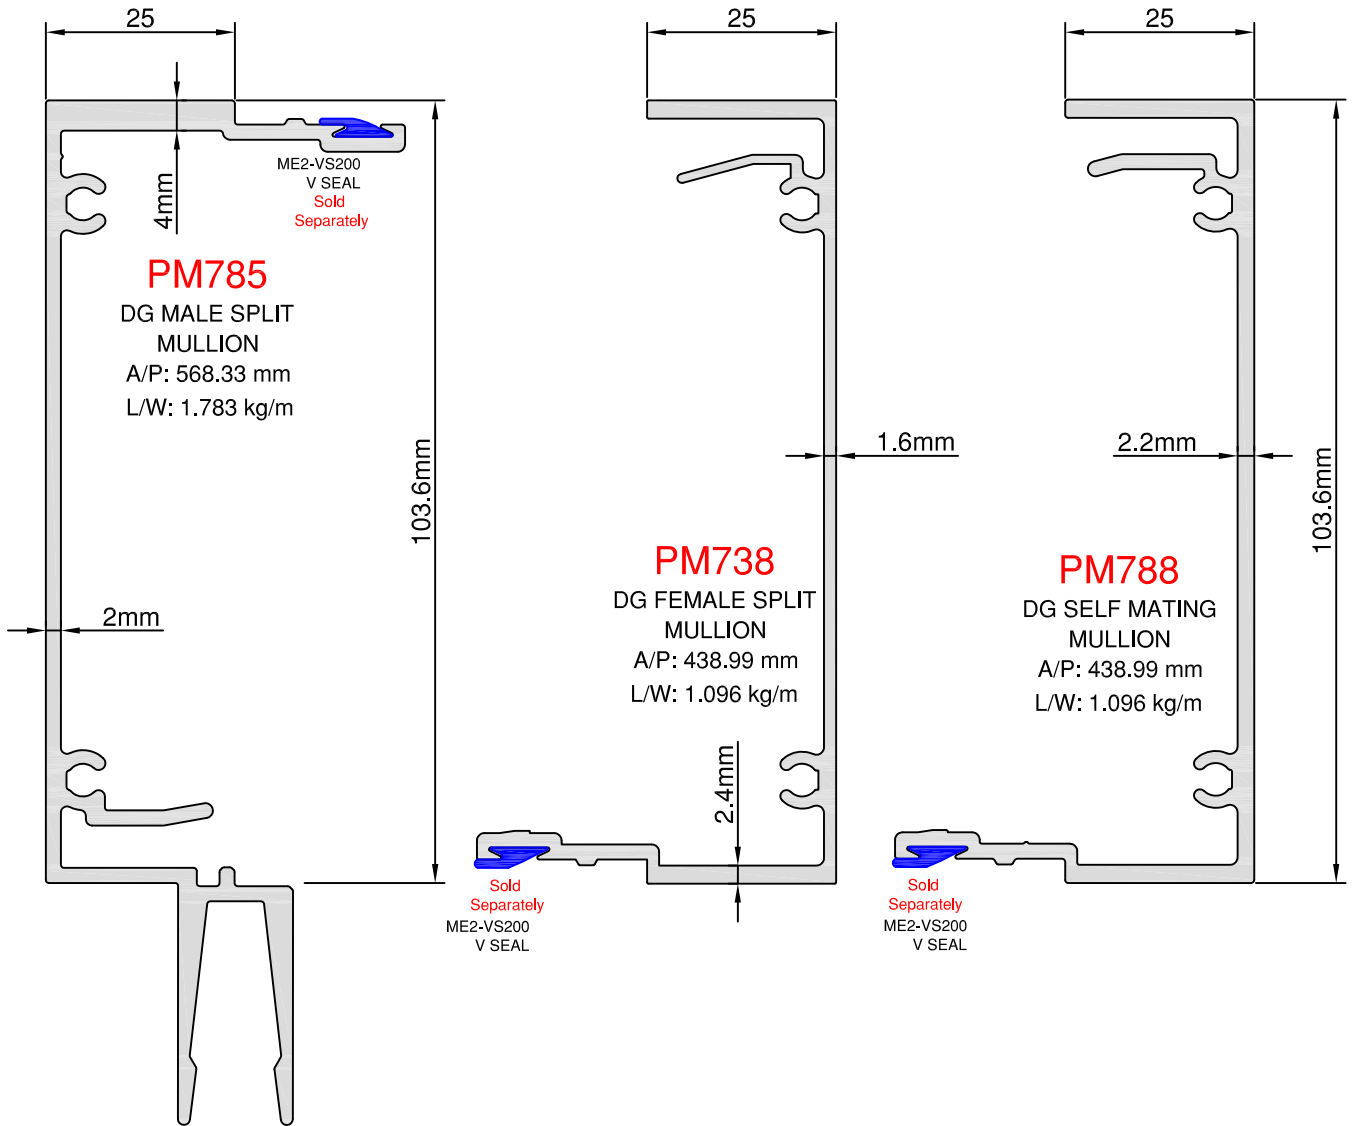 25
25
25
ME2-VS200
V SEAL
Sold
Separately
4mm
PM785
DG MALE SPLIT
MULLION
A/P: 568.33 mm
L/W: 1.783 kg/m
103.6mm
2mm
1.6mm
PM738
DG FEMALE SPLIT
MULLION
A/P: 438.99 mm
L/W: 1.096 kg/m
2.4mm
Sold
Separately
ME2-VS200
V SEAL
2.2mm
103.6mm
PM788
DG SELF MATING
MULLION
A/P: 438.99 mm
L/W: 1.096 kg/m
Sold
Separately
ME2-VS200
V SEAL